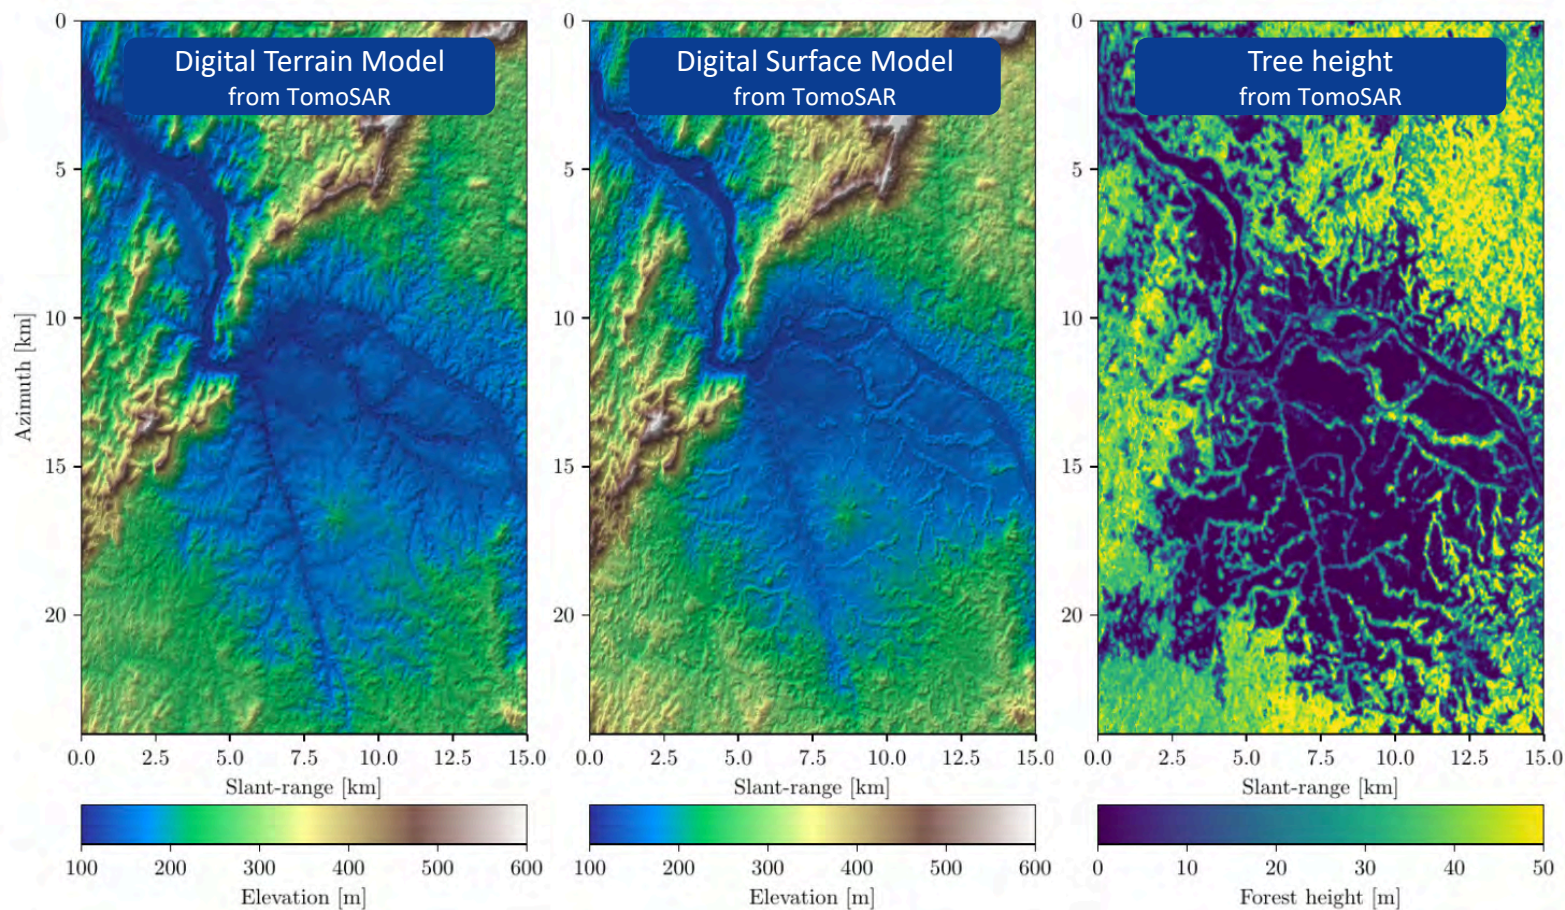 Digital Terrain Model
from TomoSAR
Digital Surface Model
from TomoSAR
Tree height
from TomoSAR
0
5
10
15
20
Azimuth [km]
0.0 2.5 5.0 7.5 10.0 12.5 15.0
Slant-range [km]
100 200 300 400 500 600
Elevation [m]
0
5
10
15
20
0.0 2.5 5.0 7.5 10.0 12.5 15.0
Slant-range [km]
100 200 300 400 500 600
Elevation [m]
0
5
10
15
20
0.0 2.5 5.0 7.5 10.0 12.5 15.0
Slant-range [km]
0 10 20 30 40 50
Forest height [m]